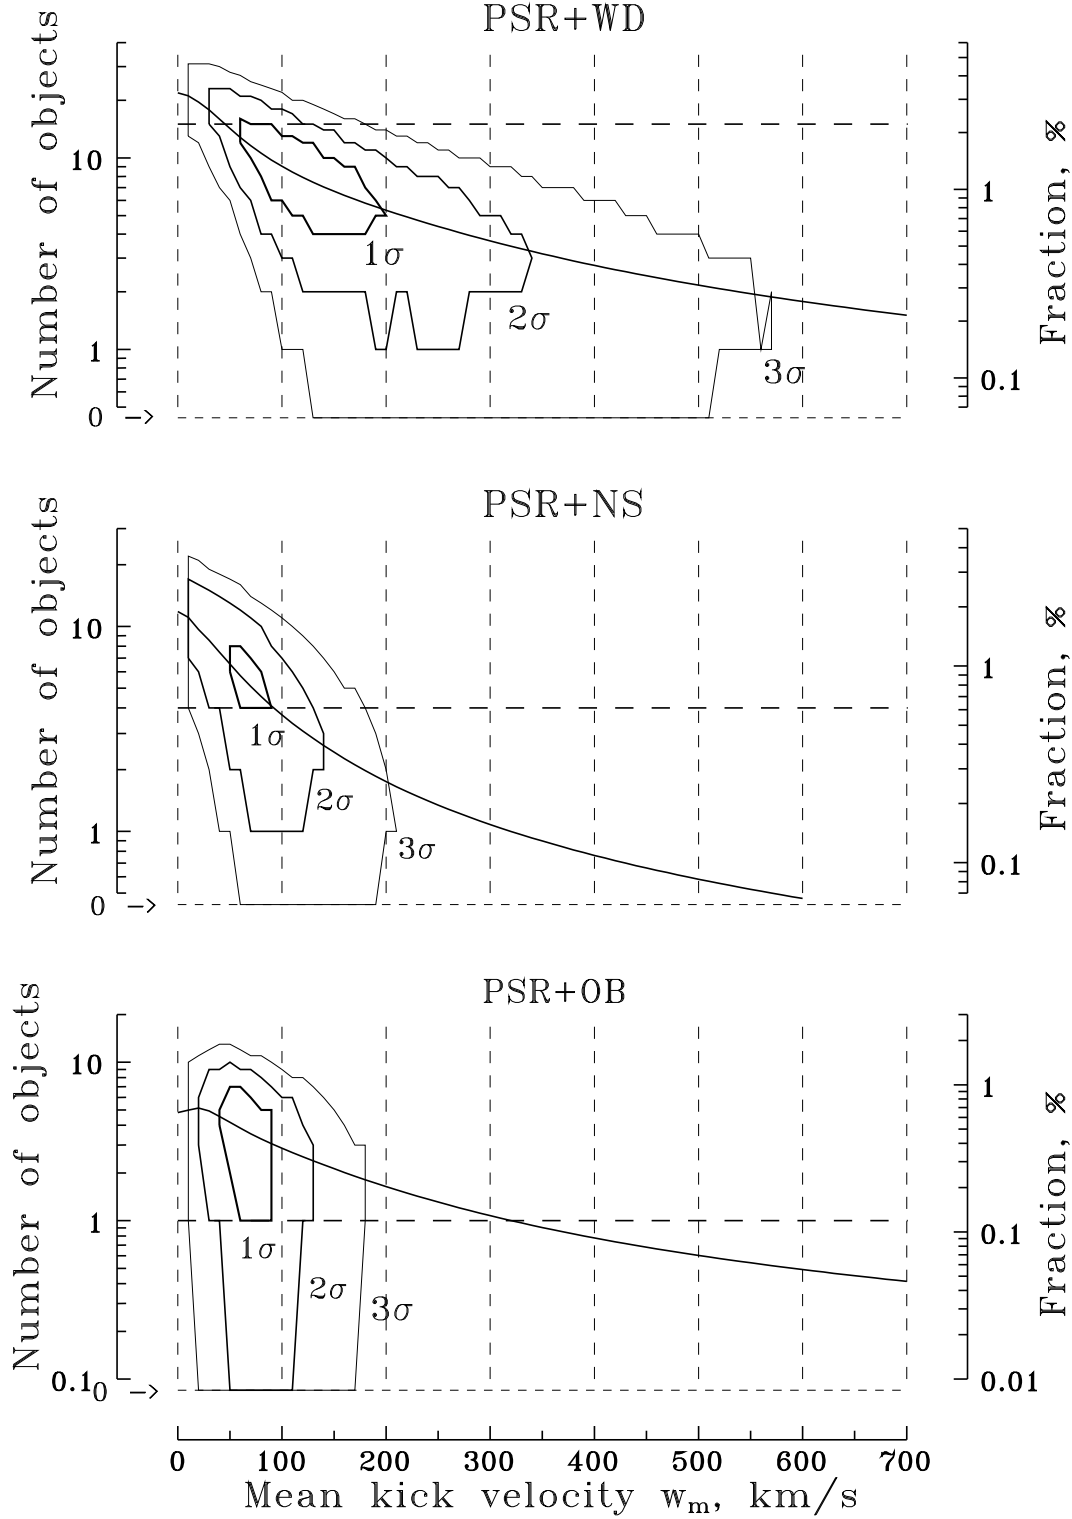 PSR+WD
Number of objects
10
1
0 −>
1σ
2σ
3σ
1
0.1
Fraction, %
PSR+NS
Number of objects
10
1
0 −>
1σ
2σ
3σ
1
0.1
Fraction, %
PSR+OB
Number of objects
10
1
0.1
0 −>
1σ
2σ
3σ
1
0.1
0.01
Fraction, %
0 100 200 300 400 500 600 700
Mean kick velocity wm, km/s